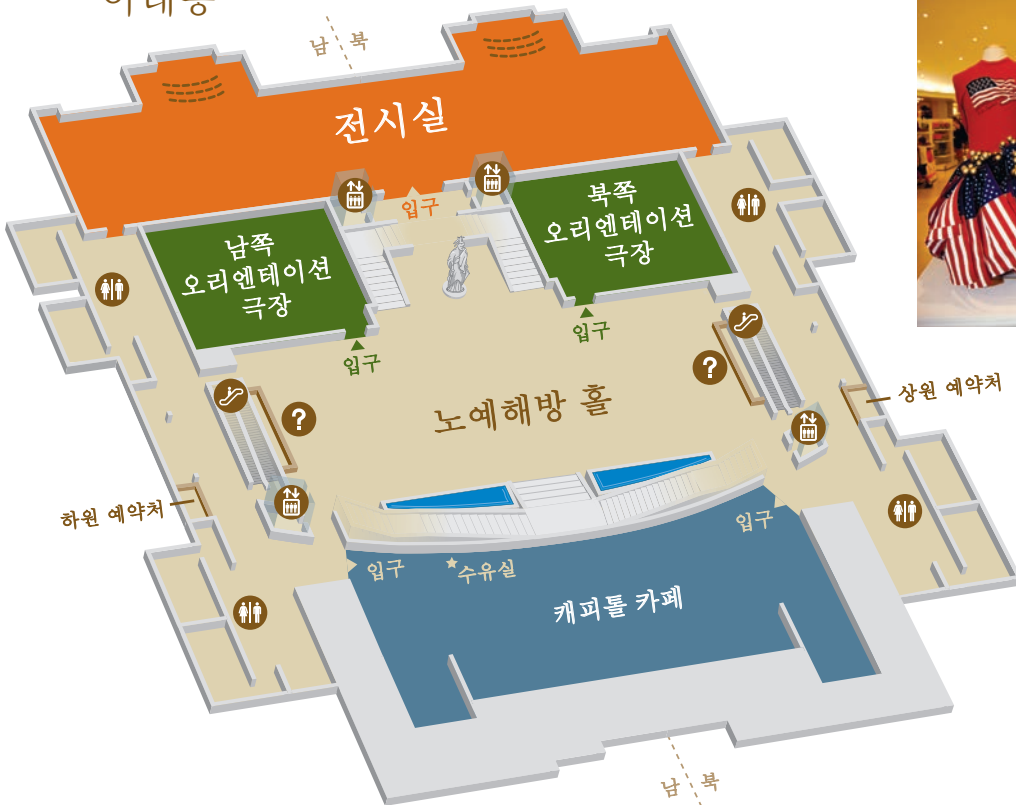 남 북
전시실
입구
북쪽
오리엔테이션
극장
남쪽
오리엔테이션
극장
입구
입구
?
?
노예해방 홀
상원 예약처
하원 예약처
입구
입구
수유실
캐피톨 카페
남 북